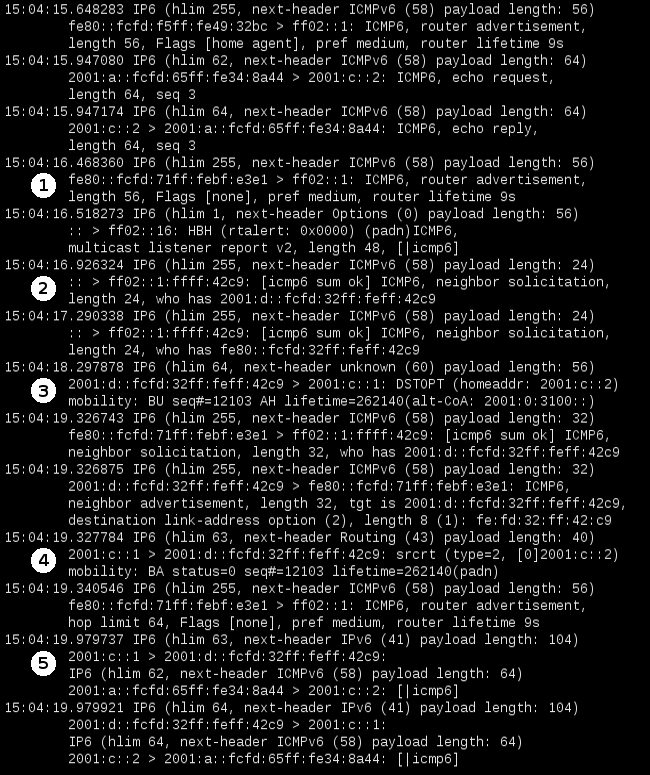 15:04:15.648283 IP6 (hlim 255, next-header ICMPv6 (58) payload length: 56)
fe80::fcfd:f5ff:fe49:32bc > ff02::1: ICMP6, router advertisement,
length 56, Flags [home agent], pref medium, router lifetime 9s
15:04:15.947080 IP6 (hlim 62, next-header ICMPv6 (58) payload length: 64)
2001:a::fcfd:65ff:fe34:8a44 > 2001:c::2: ICMP6, echo request,
length 64, seq 3
15:04:15.947174 IP6 (hlim 64, next-header ICMPv6 (58) payload length: 64)
2001:c::2 > 2001:a::fcfd:65ff:fe34:8a44: ICMP6, echo reply,
length 64, seq 3
15:04:16.468360 IP6 (hlim 255, next-header ICMPv6 (58) payload length: 56)
1 fe80::fcfd:71ff:febf:e3e1 > ff02::1: ICMP6, router advertisement,
length 56, Flags [none], pref medium, router lifetime 9s
15:04:16.518273 IP6 (hlim 1, next-header Options (0) payload length: 56)
:: > ff02::16: HBH (rtalert: 0x0000) (padn)ICMP6,
multicast listener report v2, length 48, [|icmp6]
15:04:16.926324 IP6 (hlim 255, next-header ICMPv6 (58) payload length: 24)
2 :: > ff02::1:ffff:42c9: [icmp6 sum ok] ICMP6, neighbor solicitation,
length 24, who has 2001:d::fcfd:32ff:feff:42c9
15:04:17.290338 IP6 (hlim 255, next-header ICMPv6 (58) payload length: 24)
:: > ff02::1:ffff:42c9: [icmp6 sum ok] ICMP6, neighbor solicitation,
length 24, who has fe80::fcfd:32ff:feff:42c9
15:04:18.297878 IP6 (hlim 64, next-header unknown (60) payload length: 56)
3 2001:d::fcfd:32ff:feff:42c9 > 2001:c::1: DSTOPT (homeaddr: 2001:c::2)
mobility: BU seq#=12103 AH lifetime=262140(alt-CoA: 2001:0:3100::)
15:04:19.326743 IP6 (hlim 255, next-header ICMPv6 (58) payload length: 32)
fe80::fcfd:71ff:febf:e3e1 > ff02::1:ffff:42c9: [icmp6 sum ok] ICMP6,
neighbor solicitation, length 32, who has 2001:d::fcfd:32ff:feff:42c9
15:04:19.326875 IP6 (hlim 255, next-header ICMPv6 (58) payload length: 32)
2001:d::fcfd:32ff:feff:42c9 > fe80::fcfd:71ff:febf:e3e1: ICMP6,
neighbor advertisement, length 32, tgt is 2001:d::fcfd:32ff:feff:42c9,
destination link-address option (2), length 8 (1): fe:fd:32:ff:42:c9
15:04:19.327784 IP6 (hlim 63, next-header Routing (43) payload length: 40)
4 2001:c::1 > 2001:d::fcfd:32ff:feff:42c9: srcrt (type=2, [0]2001:c::2)
mobility: BA status=0 seq#=12103 lifetime=262140(padn)
15:04:19.340546 IP6 (hlim 255, next-header ICMPv6 (58) payload length: 56)
fe80::fcfd:71ff:febf:e3e1 > ff02::1: ICMP6, router advertisement,
hop limit 64, Flags [none], pref medium, router lifetime 9s
15:04:19.979737 IP6 (hlim 63, next-header IPv6 (41) payload length: 104)
5 2001:c::1 > 2001:d::fcfd:32ff:feff:42c9:
IP6 (hlim 62, next-header ICMPv6 (58) payload length: 64)
2001:a::fcfd:65ff:fe34:8a44 > 2001:c::2: [|icmp6]
15:04:19.979921 IP6 (hlim 64, next-header IPv6 (41) payload length: 104)
2001:d::fcfd:32ff:feff:42c9 > 2001:c::1:
IP6 (hlim 64, next-header ICMPv6 (58) payload length: 64)
2001:c::2 > 2001:a::fcfd:65ff:fe34:8a44: [|icmp6]